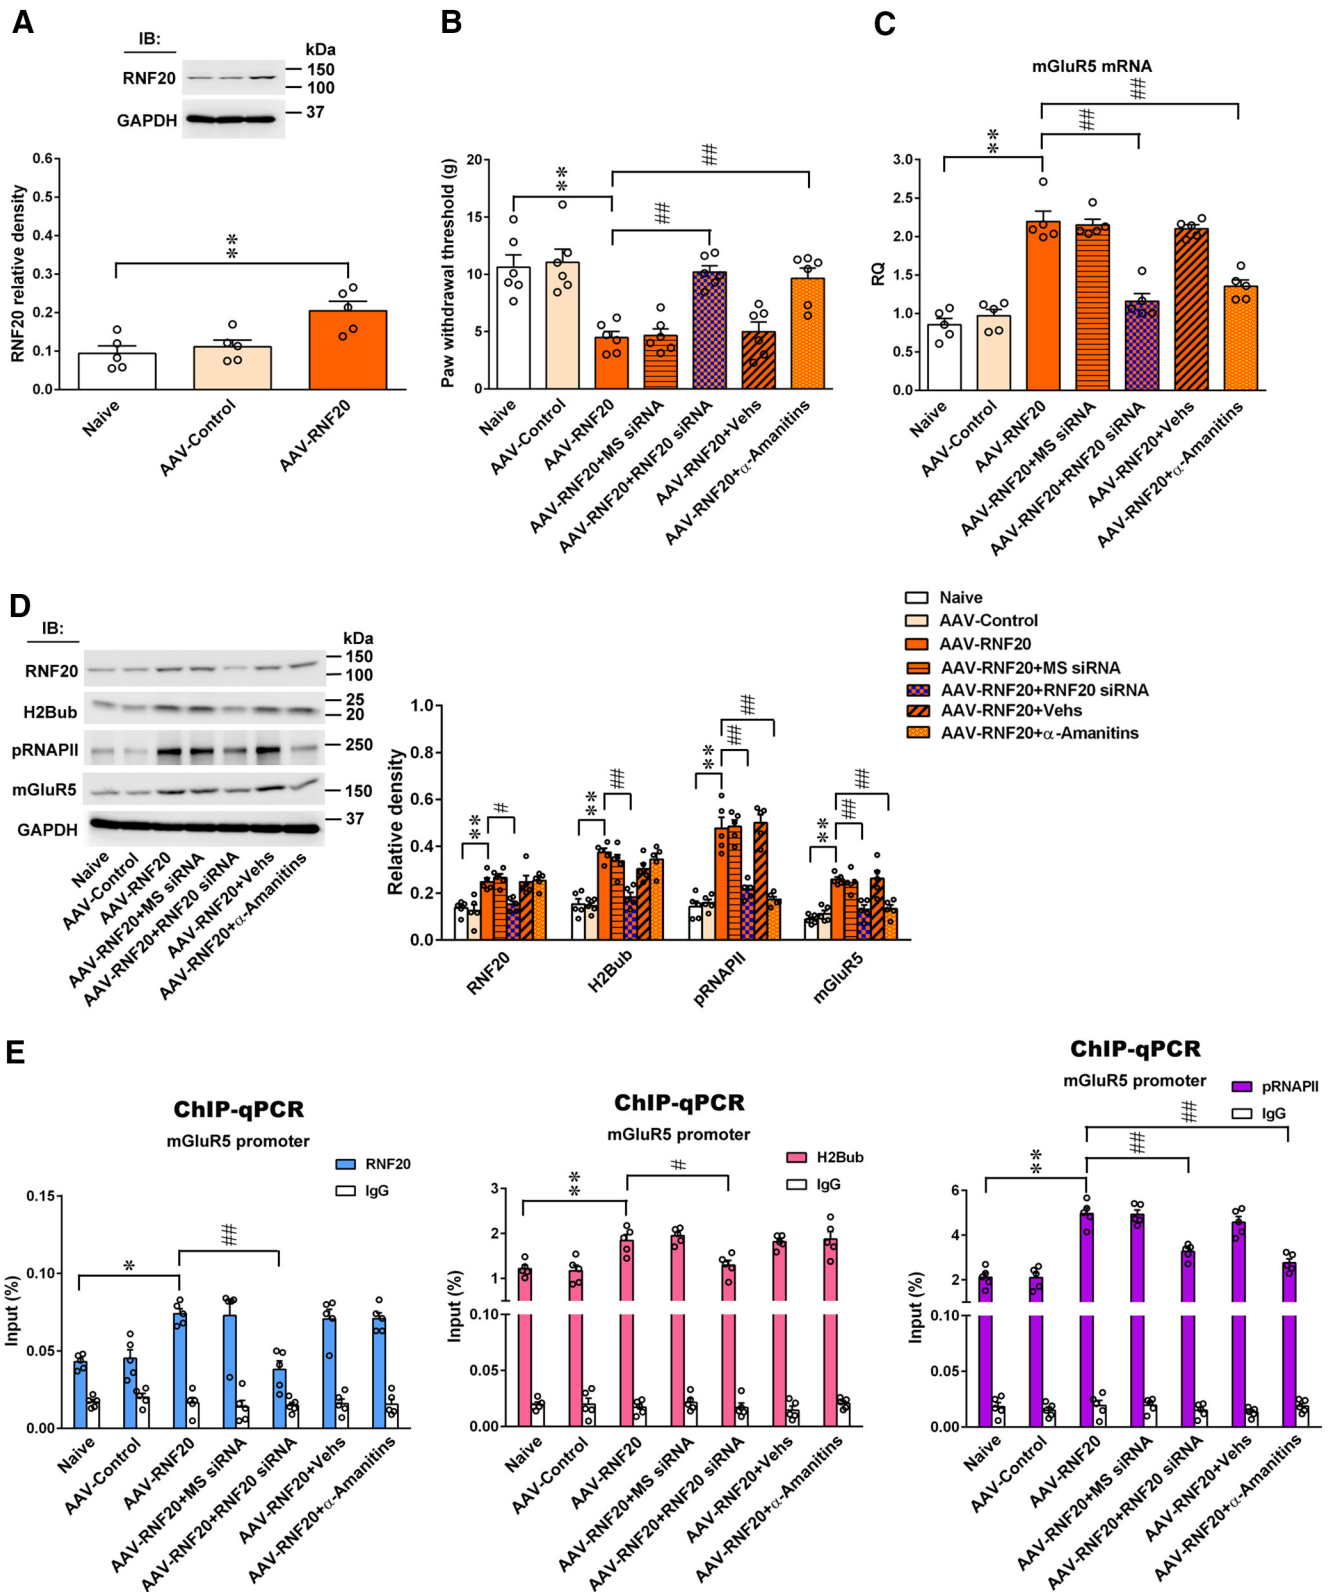 A
IB:
kDa
RNF20
150
100
GAPDH
37
RNF20 relative density
0.6
0.5
0.4
0.3
0.2
0.1
0.0
**
Naive
AAV-Control
AAV-RNF20
B
Paw withdrawal threshold (g)
20
15
10
5
0
**
##
##
Naive
AAV-Control
AAV-RNF20
AAV-RNF20+MS siRNA
AAV-RNF20+RNF20 siRNA
AAV-RNF20+Vehs
AAV-RNF20+α-Amanitins
C
mGluR5 mRNA
RQ
3.0
2.5
2.0
1.5
1.0
0.5
0.0
**
##
##
Naive
AAV-Control
AAV-RNF20
AAV-RNF20+MS siRNA
AAV-RNF20+RNF20 siRNA
AAV-RNF20+Vehs
AAV-RNF20+α-Amanitins
D
IB:
kDa
RNF20
150
100
H2Bub
25
20
pRNAPII
250
mGluR5
150
GAPDH
37
Naive
AAV-Control
AAV-RNF20
AAV-RNF20+MS siRNA
AAV-RNF20+RNF20 siRNA
AAV-RNF20+Vehs
AAV-RNF20+α-Amanitins
Naive
AAV-Control
AAV-RNF20
AAV-RNF20+MS siRNA
AAV-RNF20+RNF20 siRNA
AAV-RNF20+Vehs
AAV-RNF20+α-Amanitins
Relative density
1.0
0.8
0.6
0.4
0.2
0.0
**
#
**
##
**
##
##
**
##
##
RNF20
H2Bub
pRNAPII
mGluR5
E
ChIP-qPCR
mGluR5 promoter
RNF20
IgG
Input (%)
0.15
0.10
0.05
0.00
*
##
Naive
AAV-Control
AAV-RNF20
AAV-RNF20+MS siRNA
AAV-RNF20+RNF20 siRNA
AAV-RNF20+Vehs
AAV-RNF20+α-Amanitins
ChIP-qPCR
mGluR5 promoter
H2Bub
IgG
Input (%)
3
2
1
0.10
0.05
0.00
**
#
Naive
AAV-Control
AAV-RNF20
AAV-RNF20+MS siRNA
AAV-RNF20+RNF20 siRNA
AAV-RNF20+Vehs
AAV-RNF20+α-Amanitins
ChIP-qPCR
mGluR5 promoter
pRNAPII
IgG
Input (%)
6
4
2
0.10
0.05
0.00
**
##
##
Naive
AAV-Control
AAV-RNF20
AAV-RNF20+MS siRNA
AAV-RNF20+RNF20 siRNA
AAV-RNF20+Vehs
AAV-RNF20+α-Amanitins